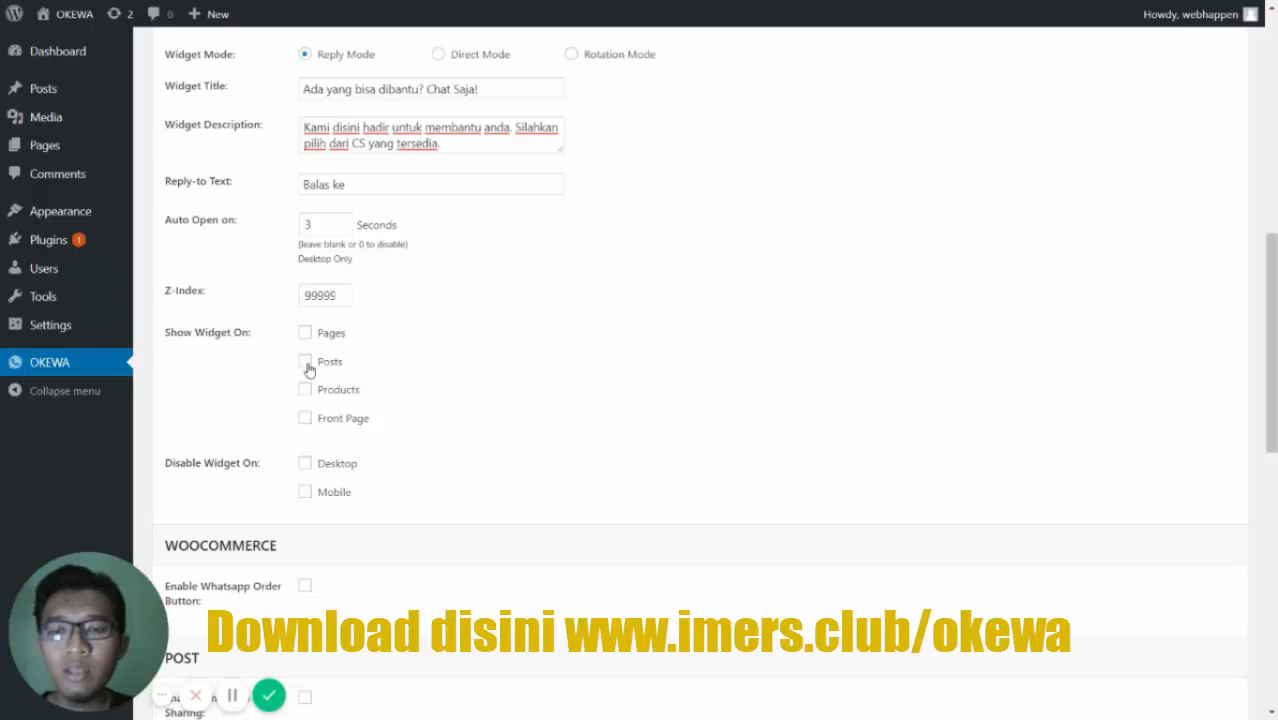 OKEWA 2 0 New
Howdy, webhappen
Dashboard
Posts
Media
Pages
Comments
Appearance
Plugins 1
Users
Tools
Settings
OKEWA
Collapse menu
Widget Mode: Reply Mode Direct Mode Rotation Mode
Widget Title: Ada yang bisa dibantu? Chat Saja!
Widget Description: Kami disini hadir untuk membantu anda. Silahkan
pilih dari CS yang tersedia.
Reply-to Text: Balas ke
Auto Open on: 3 Seconds
(leave blank or 0 to disable)
Desktop Only
Z-Index: 99999
Show Widget On: Pages
Posts
Products
Front Page
Disable Widget On: Desktop
Mobile
WOOCOMMERCE
Enable Whatsapp Order
Button:
Download disini www.imers.club/okewa
POST
Sharing: